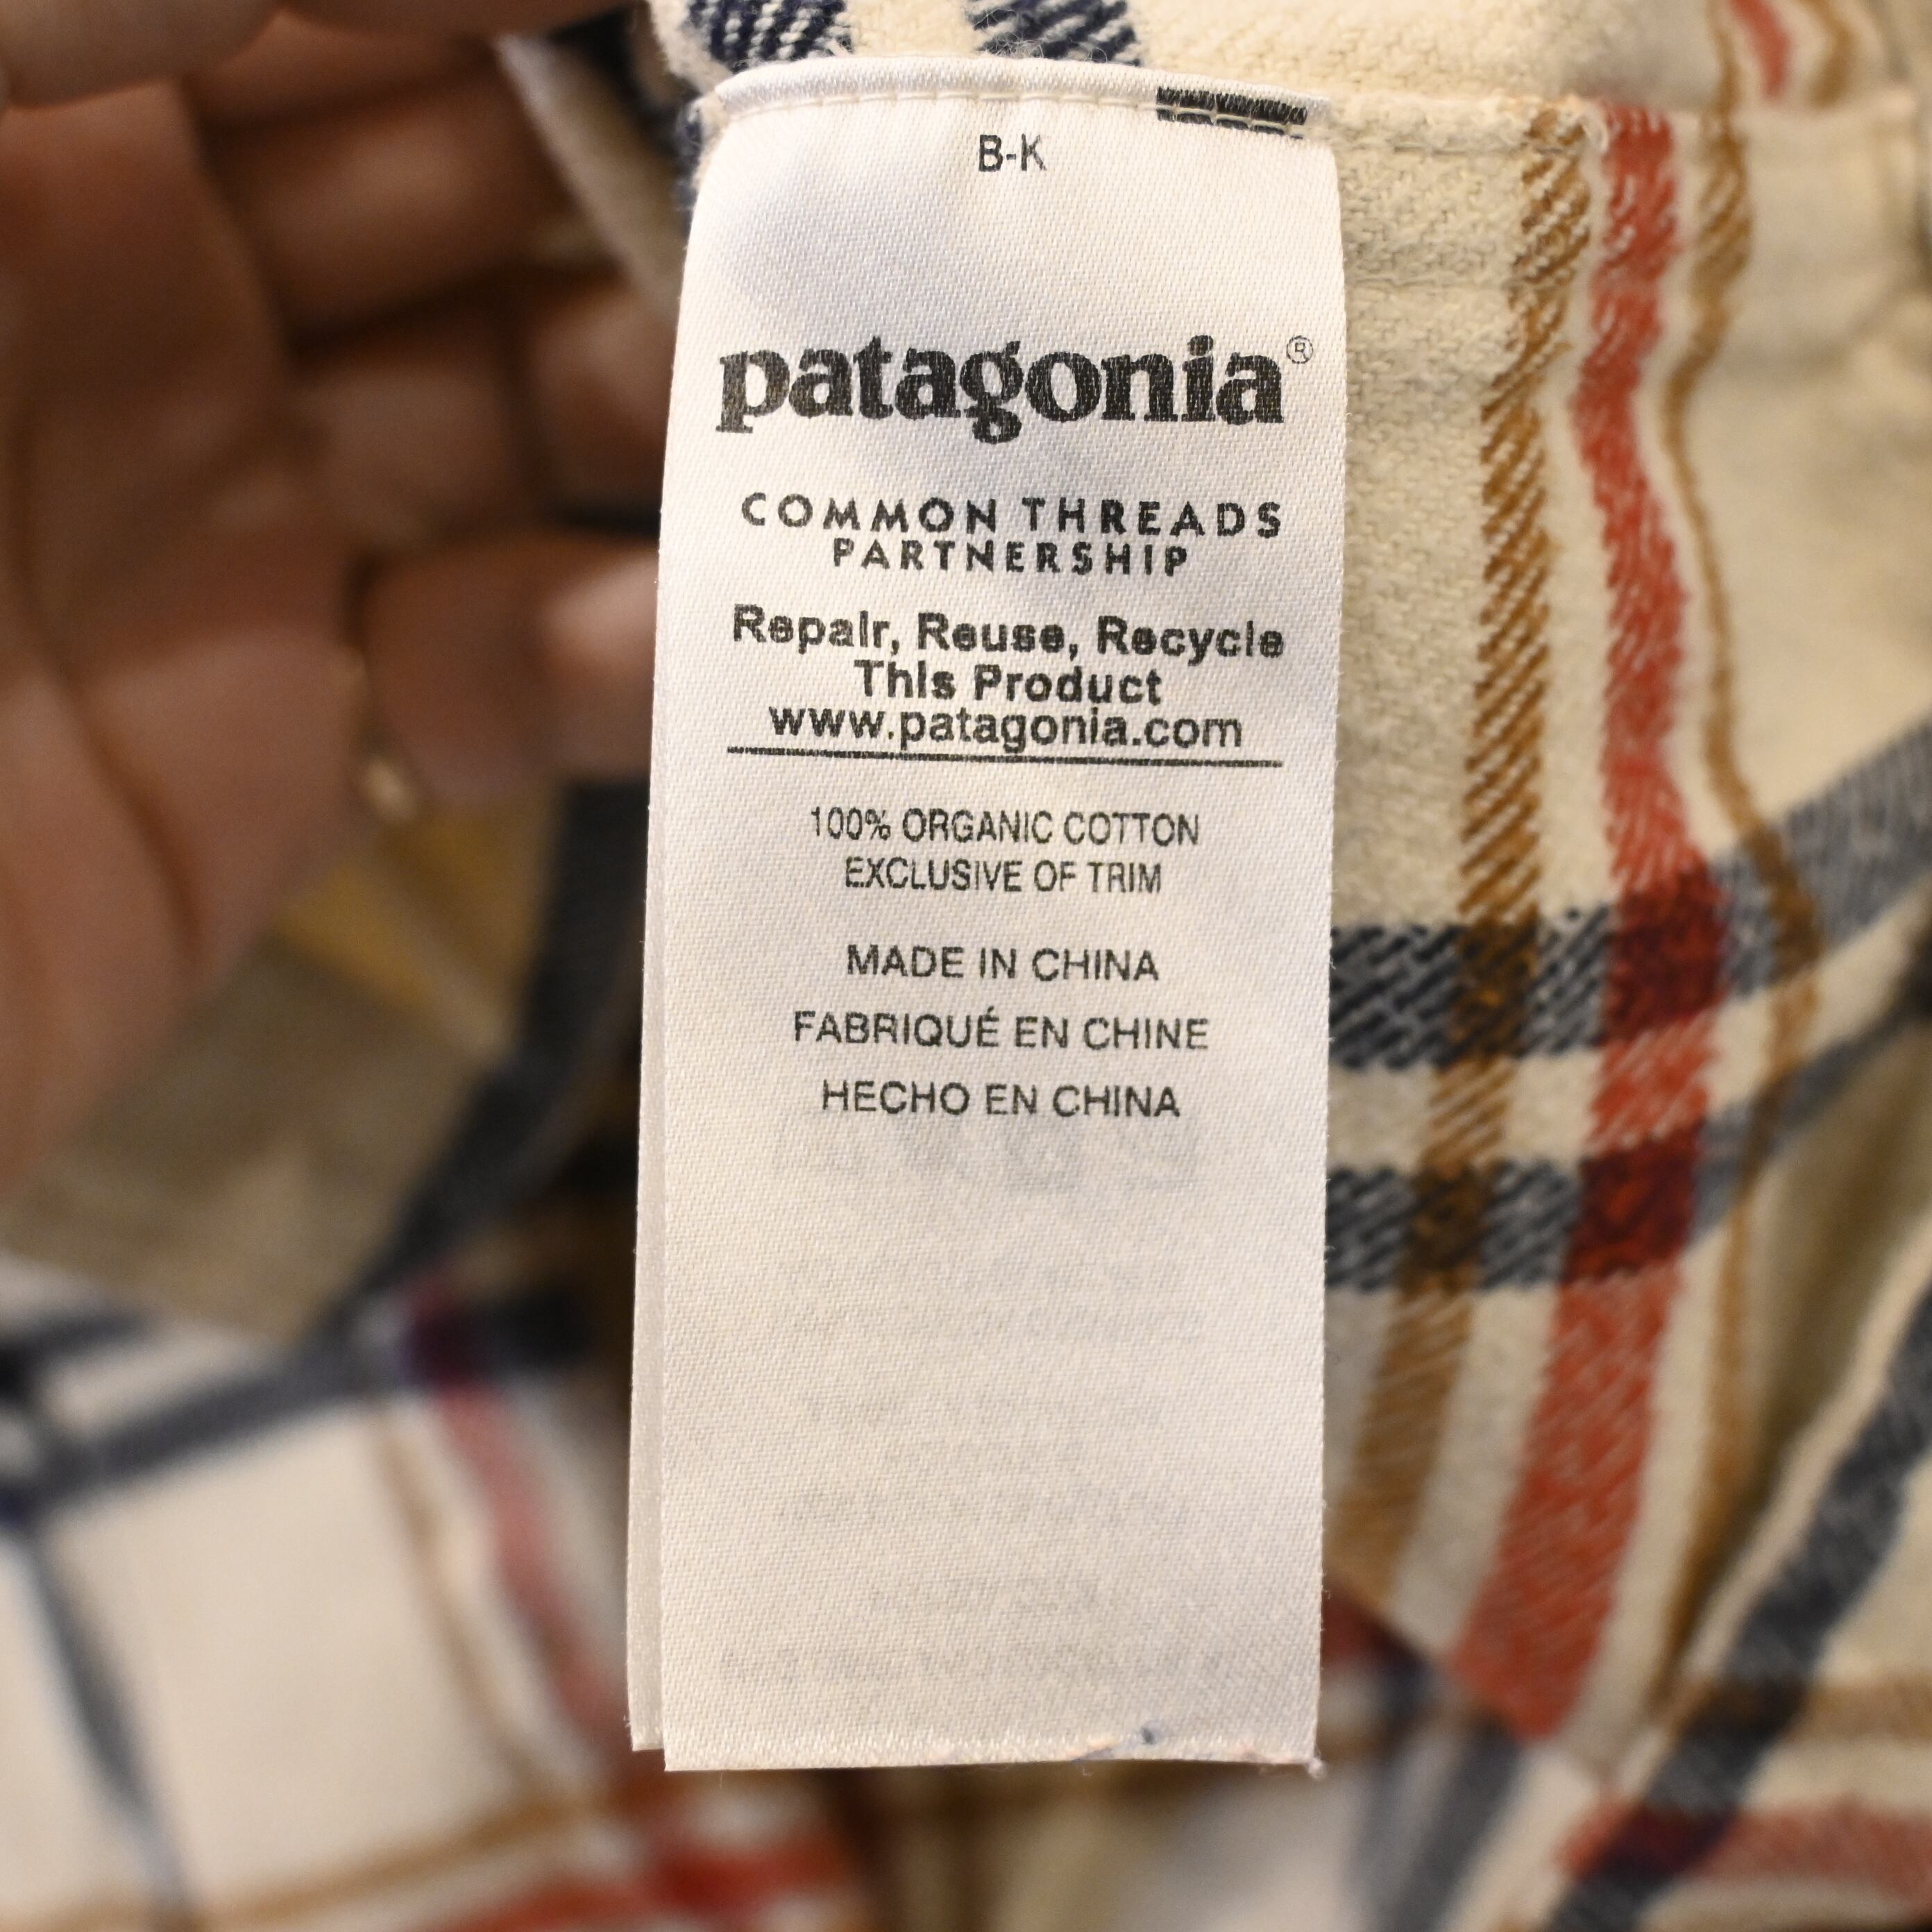 B-K
patagonia®
COMMON THREADS
PARTNERSHIP
Repair, Reuse, Recycle
This Product
www.patagonia.com
100% ORGANIC COTTON
EXCLUSIVE OF TRIM
MADE IN CHINA
FABRIQUÉ EN CHINE
HECHO EN CHINA